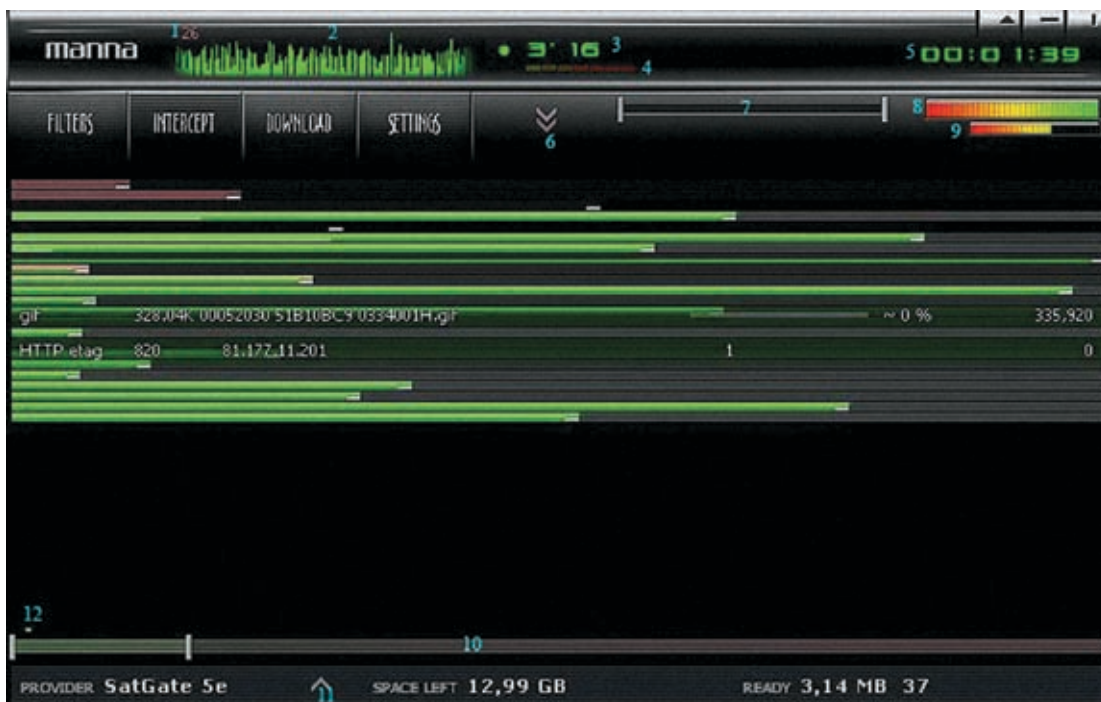 1 26 2
manna 3' 16 3 5 00:01:39
4
FILTERS INTERCEPT DOWNLOAD SETTINGS 6 7 8
9
gif 328,04K 00052030 51B10BC9 0334001H.gif ~ 0 % 335,920
HTTP etag 820 81.177.11.201 1 0
12
10
PROVIDER SatGate 5e 11 SPACE LEFT 12,99 GB READY 3,14 MB 37